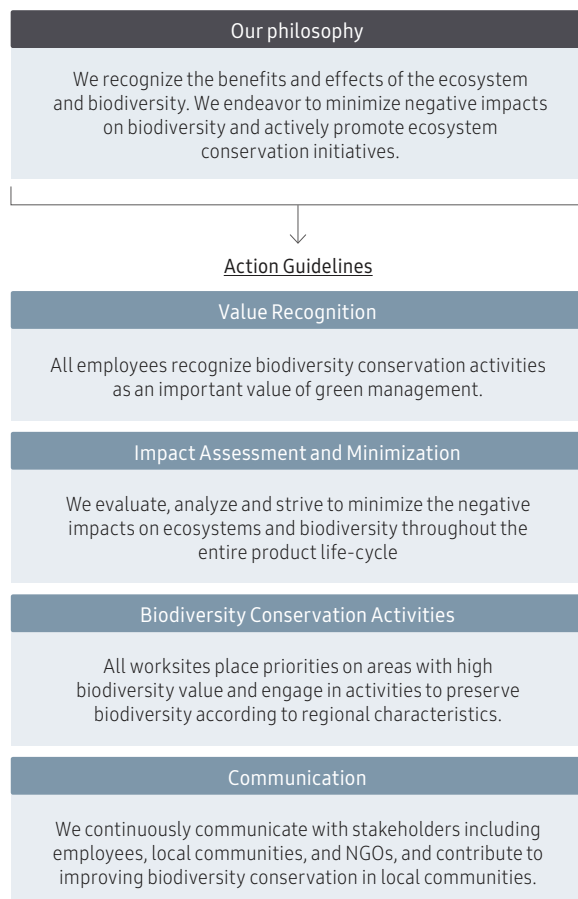 Our philosophy
We recognize the benefits and effects of the ecosystem
and biodiversity. We endeavor to minimize negative impacts
on biodiversity and actively promote ecosystem
conservation initiatives.
Action Guidelines
Value Recognition
All employees recognize biodiversity conservation activities
as an important value of green management.
Impact Assessment and Minimization
We evaluate, analyze and strive to minimize the negative
impacts on ecosystems and biodiversity throughout the
entire product life-cycle
Biodiversity Conservation Activities
All worksites place priorities on areas with high
biodiversity value and engage in activities to preserve
biodiversity according to regional characteristics.
Communication
We continuously communicate with stakeholders including
employees, local communities, and NGOs, and contribute to
improving biodiversity conservation in local communities.